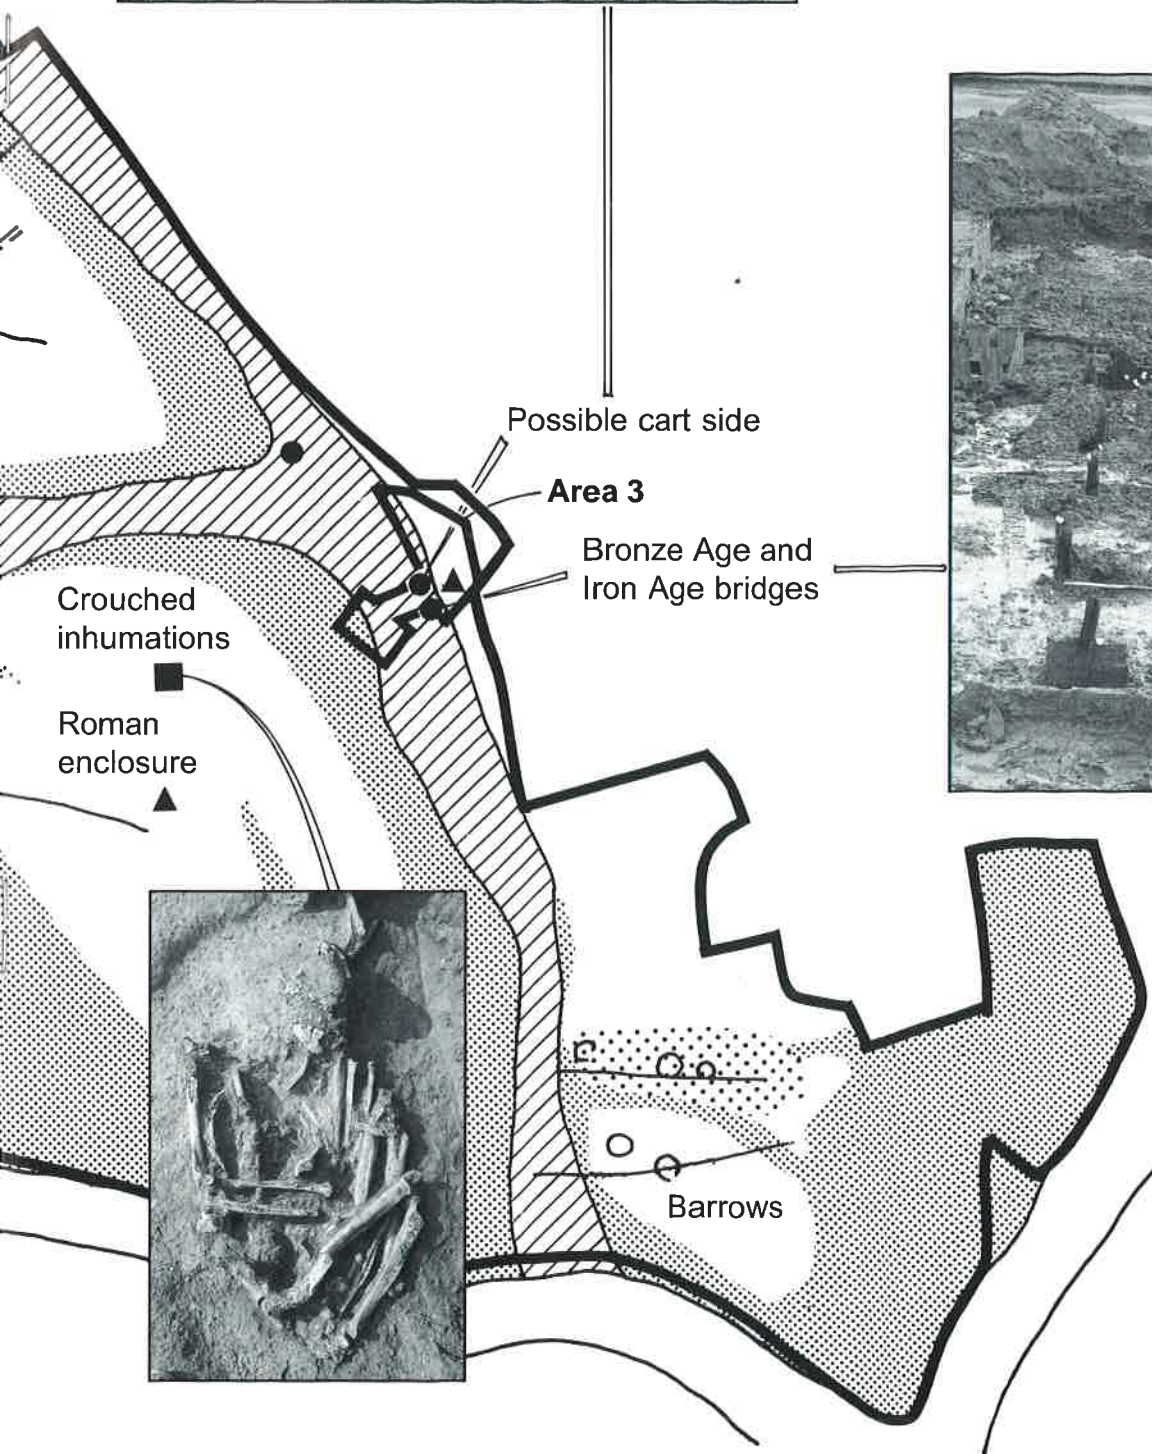 Possible cart side
Area 3
Bronze Age and
Iron Age bridges
Crouched
inhumations
Roman
enclosure
Barrows